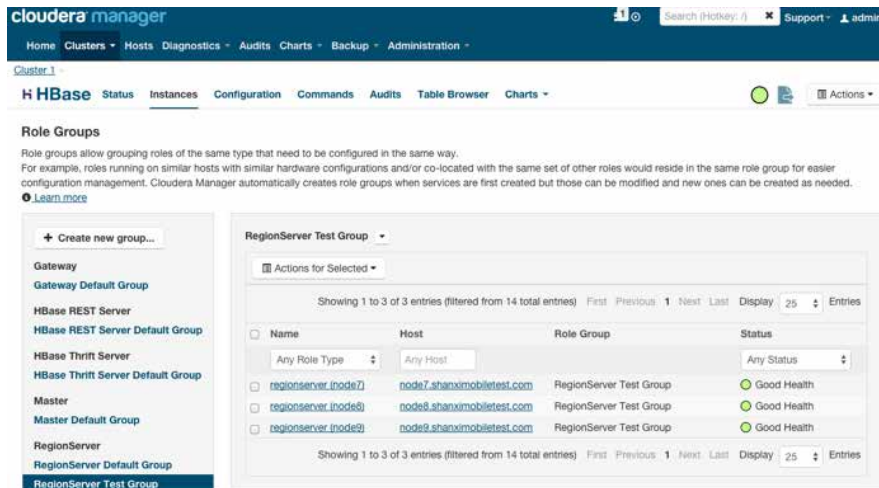 cloudera manager
1
Search (Hotkey: /)
Support
admin
Home Clusters Hosts Diagnostics Audits Charts Backup Administration
Cluster 1
HBase Status Instances Configuration Commands Audits Table Browser Charts
Actions
Role Groups
Role groups allow grouping roles of the same type that need to be configured in the same way.
For example, roles running on similar hosts with similar hardware configurations and/or co-located with the same set of other roles would reside in the same role group for easier
configuration management. Cloudera Manager automatically creates role groups when services are first created but those can be modified and new ones can be created as needed.
Learn more
+ Create new group...
Gateway
Gateway Default Group
HBase REST Server
HBase REST Server Default Group
HBase Thrift Server
HBase Thrift Server Default Group
Master
Master Default Group
RegionServer
RegionServer Default Group
RegionServer Test Group
RegionServer Test Group
Actions for Selected
Showing 1 to 3 of 3 entries (filtered from 14 total entries) First Previous 1 Next Last Display 25 Entries
Name Host Role Group Status
Any Role Type Any Host Any Status
regionserver (node7) node7.shanximobiletest.com RegionServer Test Group Good Health
regionserver (node8) node8.shanximobiletest.com RegionServer Test Group Good Health
regionserver (node9) node9.shanximobiletest.com RegionServer Test Group Good Health
Showing 1 to 3 of 3 entries (filtered from 14 total entries) First Previous 1 Next Last Display 25 Entries